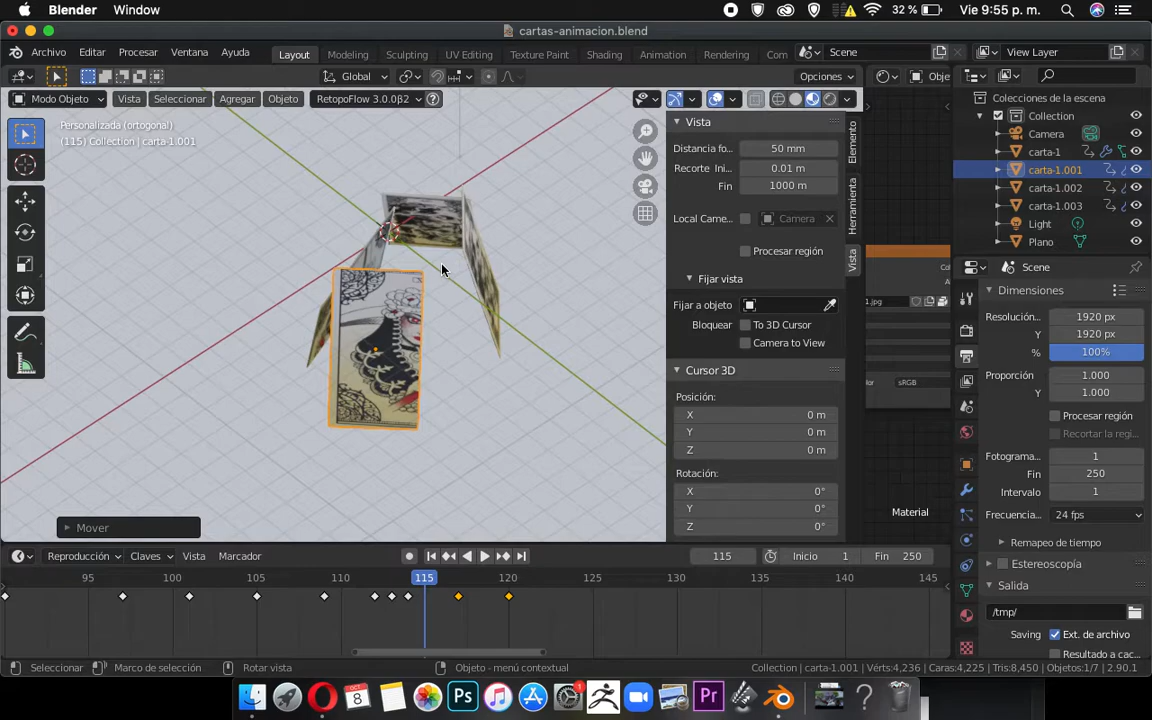 Blender Window 32 % Vie 9:55 p. m.
cartas-animacion.blend
Archivo Editar Procesar Ventana Ayuda Layout Modeling Sculpting UV Editing Texture Paint Shading Animation Rendering Com Scene View Layer
Global Opciones Obje
Modo Objeto Vista Seleccionar Agregar Objeto RetopoFlow 3.0.0β2
Colecciones de la escena
Personalizada (ortogonal)
(115) Collection | carta-1.001
Vista
Distancia fo... 50 mm
Recorte Ini... 0.01 m
Fin 1000 m
Local Came... Camera
Procesar región
Fijar vista
Fijar a objeto
Bloquear To 3D Cursor
Camera to View
Cursor 3D
Posición:
X 0 m
Y 0 m
Z 0 m
Rotación:
X 0°
Y 0°
Z 0°
Elemento
Herramienta
Vista
1.jpg
sRGB
Material
Collection
Camera
carta-1
carta-1.001
carta-1.002
carta-1.003
Light
Plano
Scene
Dimensiones
Resolución... 1920 px
Y 1920 px
% 100%
Proporción 1.000
Y 1.000
Procesar región
Recortar la regi...
Fotograma... 1
Fin 250
Intervalo 1
Frecuencia... 24 fps
Remapeo de tiempo
Estereoscopía
Salida
/tmp/
Saving Ext. de archivo
Resultado a cac...
Mover
Reproducción Claves Vista Marcador 115 Inicio 1 Fin 250
95 100 105 110 115 120 125 130 135 140 145
Seleccionar Marco de selección Rotar vista Objeto - menú contextual Collection | carta-1.001 | Vérts:4,236 | Caras:4,225 | Tris:8,450 | Objetos:1/7 | 2.90.1
8 Ps 1 Pr